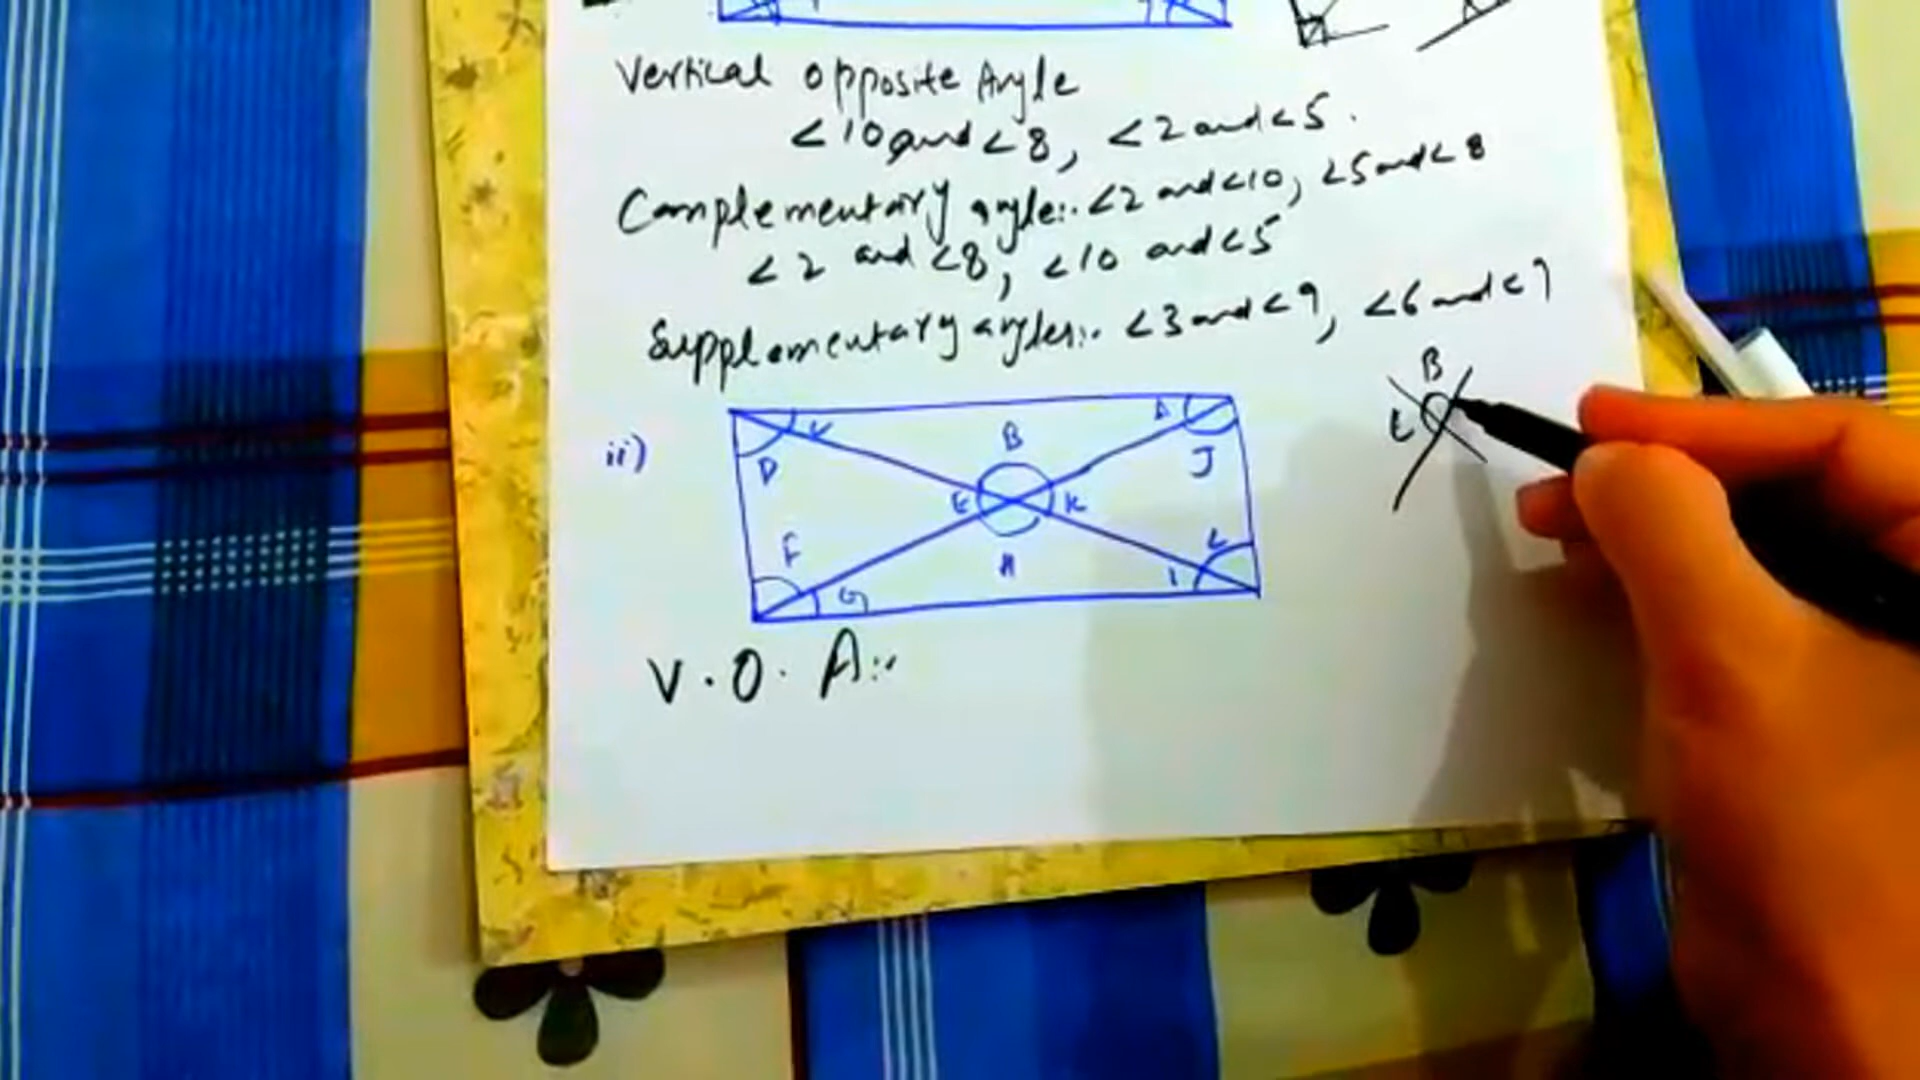 Vertical opposite Angle
<10 and <8, <2 and <5.
Complementary angle:. <2 and <10, <5 and <8
<2 and <8, <10 and <5
Supplementary angles:. <3 and <9, <6 and <
ii)
B
A
D
E
K
J
F
H
G
I
L
B
E
V.O.A:.